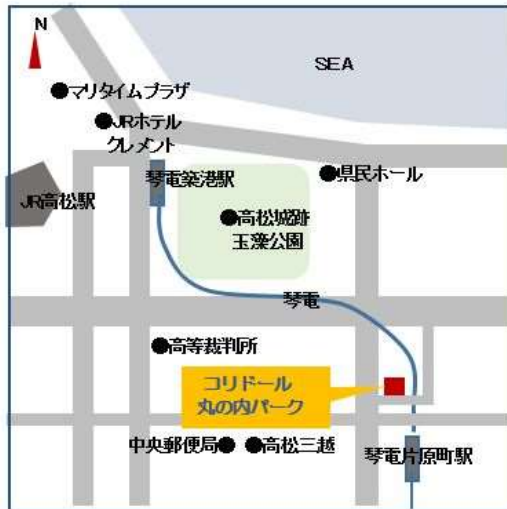 N
SEA
マリタイムプラザ
JRホテル
クレメント
琴電築港駅
県民ホール
JR高松駅
高松城跡
玉藻公園
琴電
高等裁判所
コリドール
丸の内パーク
中央郵便局
高松三越
琴電片原町駅